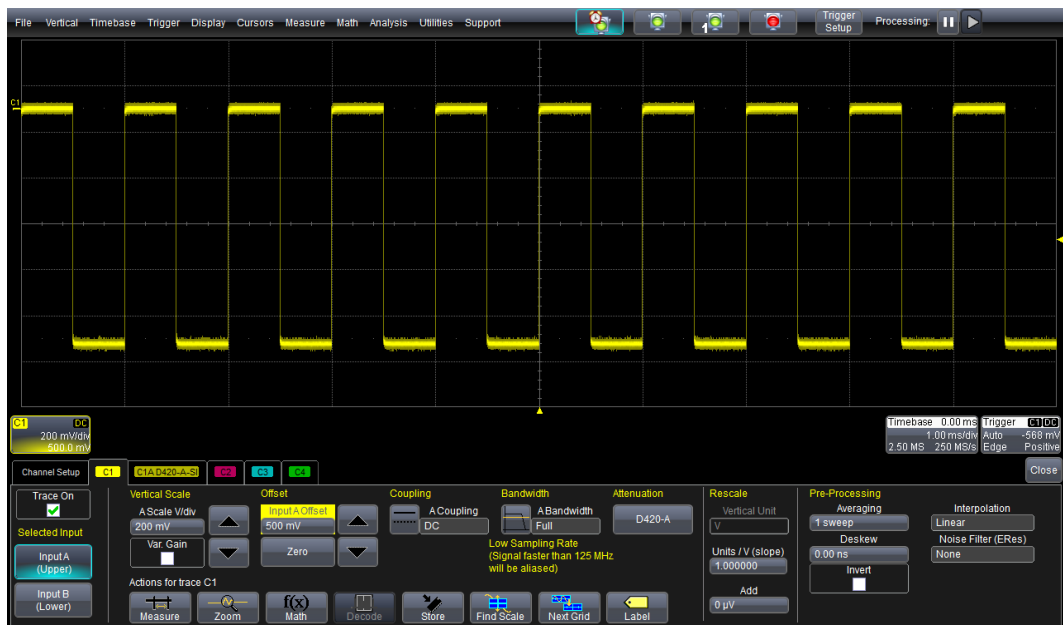 File Vertical Timebase Trigger Display Cursors Measure Math Analysis Utilities Support
1
Trigger Setup
Processing:
C1
C1 DC
200 mV/div
500.0 mV
Timebase 0.00 ms
1.00 ms/div
2.50 MS 250 MS/s
Trigger C1 DC
Auto -568 mV
Edge Positive
Channel Setup C1 C1A D420-A-SI C2 C3 C4 Close
Trace On
Selected Input
Input A
(Upper)
Input B
(Lower)
Vertical Scale
A Scale V/div
200 mV
Var. Gain
Offset
Input A Offset
500 mV
Zero
Coupling
A Coupling
DC
Bandwidth
A Bandwidth
Full
Low Sampling Rate
(Signal faster than 125 MHz
will be aliased)
Attenuation
D420-A
Actions for trace C1
Measure
Zoom
f(x)
Math
Decode
Store
Find Scale
Next Grid
Label
Rescale
Vertical Unit
V
Units / V (slope)
1.000000
Add
0 µV
Pre-Processing
Averaging
1 sweep
Deskew
0.00 ns
Invert
Interpolation
Linear
Noise Filter (ERes)
None